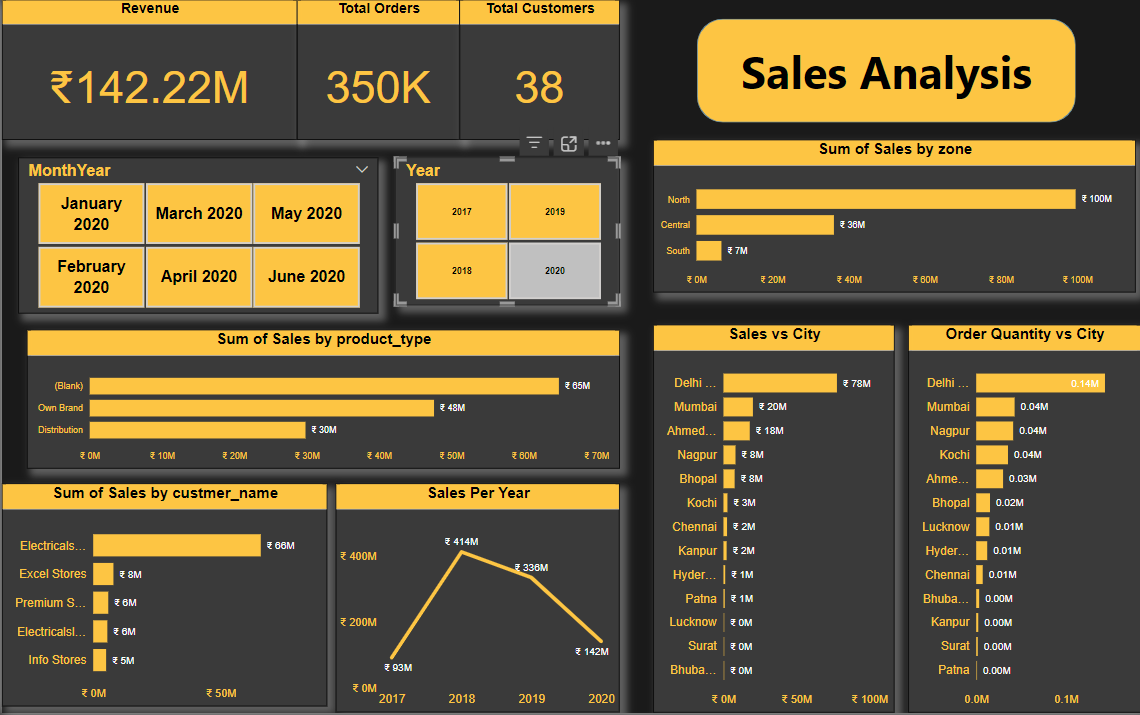 Revenue
Total Orders
Total Customers
₹142.22M
350K
38
Sales Analysis
MonthYear
January 2020
March 2020
May 2020
February 2020
April 2020
June 2020
Year
2017
2019
2018
2020
Sum of Sales by zone
North
₹ 100M
Central
₹ 36M
South
₹ 7M
₹ 0M ₹ 20M ₹ 40M ₹ 60M ₹ 80M ₹ 100M
Sum of Sales by product_type
(Blank)
₹ 65M
Own Brand
₹ 48M
Distribution
₹ 30M
₹ 0M ₹ 10M ₹ 20M ₹ 30M ₹ 40M ₹ 50M ₹ 60M ₹ 70M
Sum of Sales by custmer_name
Electricals... ₹ 66M
Excel Stores ₹ 8M
Premium S... ₹ 6M
Electricalsl... ₹ 6M
Info Stores ₹ 5M
₹ 0M ₹ 50M
Sales Per Year
₹ 400M
₹ 200M
₹ 0M
₹ 93M
₹ 414M
₹ 336M
₹ 142M
2017 2018 2019 2020
Sales vs City
Delhi ... ₹ 78M
Mumbai ₹ 20M
Ahmed... ₹ 18M
Nagpur ₹ 8M
Bhopal ₹ 8M
Kochi ₹ 3M
Chennai ₹ 2M
Kanpur ₹ 2M
Hyder... ₹ 1M
Patna ₹ 1M
Lucknow ₹ 0M
Surat ₹ 0M
Bhuba... ₹ 0M
₹ 0M ₹ 50M ₹ 100M
Order Quantity vs City
Delhi ... 0.14M
Mumbai 0.04M
Nagpur 0.04M
Kochi 0.04M
Ahme... 0.03M
Bhopal 0.02M
Lucknow 0.01M
Hyder... 0.01M
Chennai 0.01M
Bhuba... 0.00M
Kanpur 0.00M
Surat 0.00M
Patna 0.00M
0.0M 0.1M